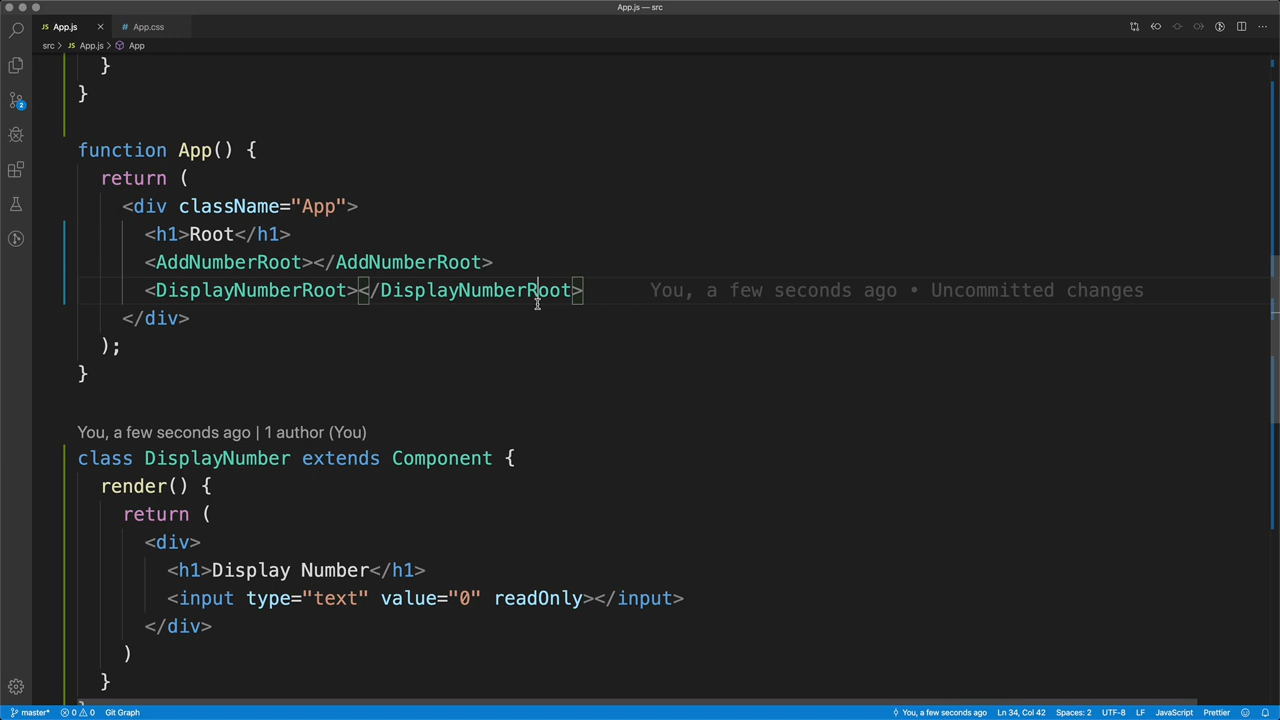 App.js — src
App.js
App.css
src > App.js > App
2
  }
}
function App() {
  return (
    <div className="App">
      <h1>Root</h1>
      <AddNumberRoot></AddNumberRoot>
      <DisplayNumberRoot></DisplayNumberRoot> You, a few seconds ago • Uncommitted changes
    </div>
  );
}
You, a few seconds ago | 1 author (You)
class DisplayNumber extends Component {
  render() {
    return (
      <div>
        <h1>Display Number</h1>
        <input type="text" value="0" readOnly></input>
      </div>
    )
  }
master* 0 0 Git Graph You, a few seconds ago Ln 34, Col 42 Spaces: 2 UTF-8 LF JavaScript Prettier